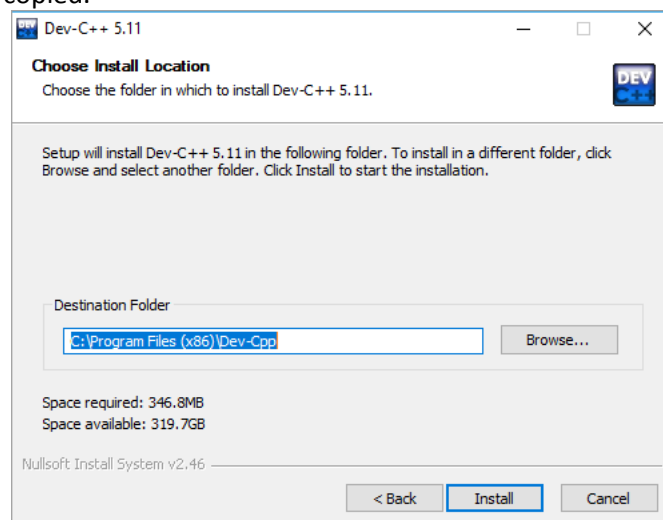 copied.
DEV Dev-C++ 5.11
Choose Install Location
Choose the folder in which to install Dev-C++ 5.11.
DEV
C++
Setup will install Dev-C++ 5.11 in the following folder. To install in a different folder, click
Browse and select another folder. Click Install to start the installation.
Destination Folder
C:\Program Files (x86)\Dev-Cpp
Browse...
Space required: 346.8MB
Space available: 319.7GB
Nullsoft Install System v2.46
< Back Install Cancel